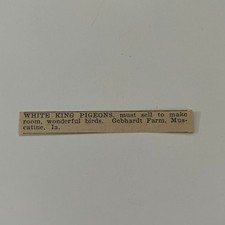 WHITE KING PIGEONS, must sell to make
room, wonderful birds. Gebhardt Farm, Mus-
catine, Ia.